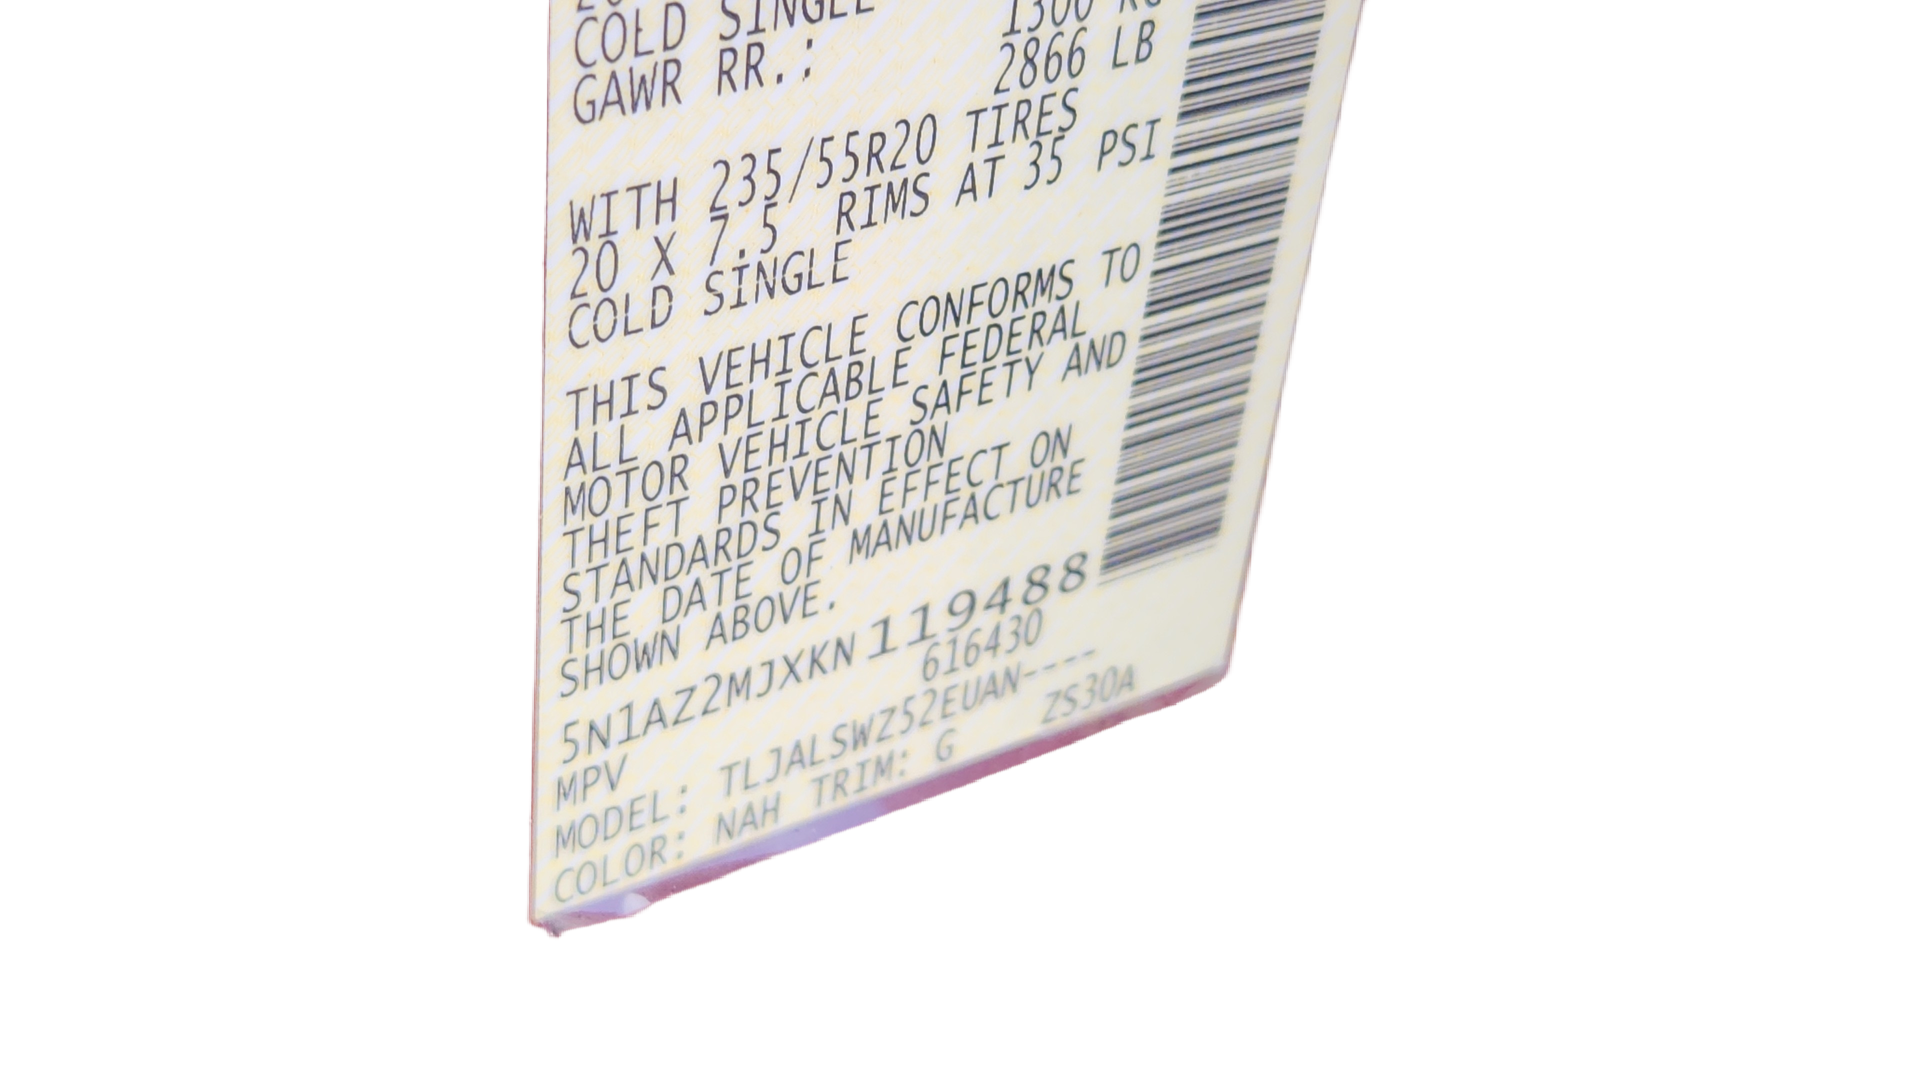 COLD SINGLE
1300 KG
GAWR RR.: 2866 LB
WITH 235/55R20 TIRES
20 X 7.5 RIMS AT 35 PSI
COLD SINGLE
THIS VEHICLE CONFORMS TO
ALL APPLICABLE FEDERAL
MOTOR VEHICLE SAFETY AND
THEFT PREVENTION
STANDARDS IN EFFECT ON
THE DATE OF MANUFACTURE
SHOWN ABOVE.
5N1AZ2MJXKN119488
MPV 616430
MODEL: TLJALSWZ52EUAN----
COLOR: NAH TRIM: G ZS30A